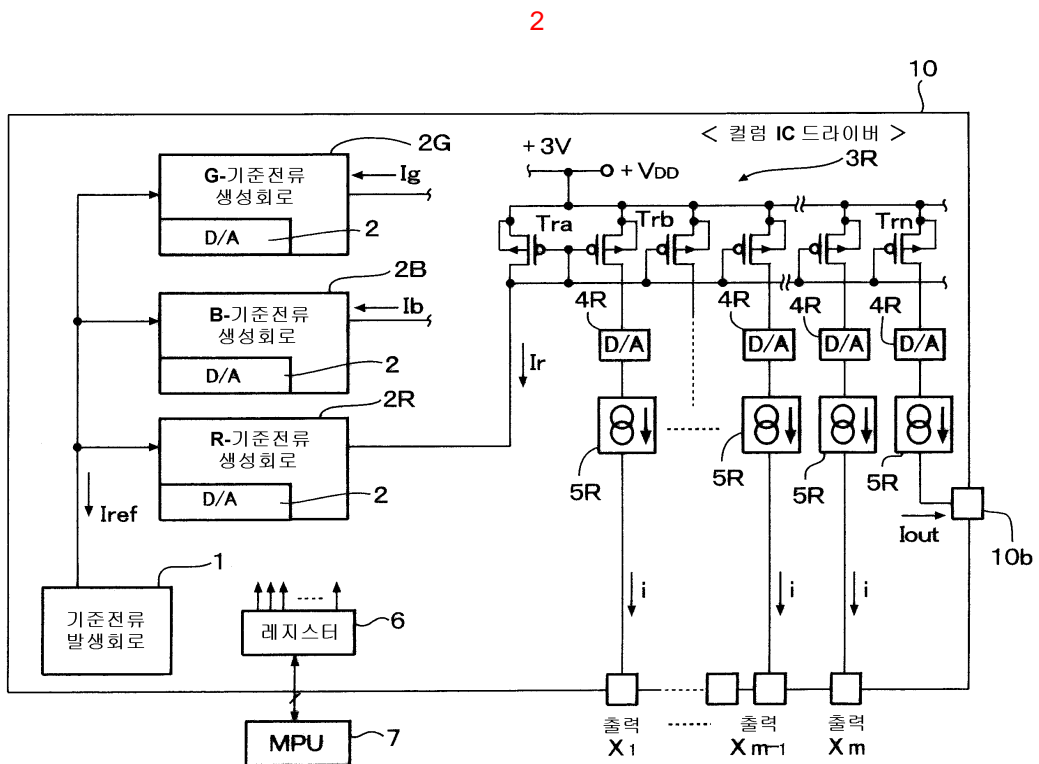 2
10
< 컬럼 IC 드라이버 >
+3V
+VDD
3R
2G
G-기준전류
생성회로
D/A
2
Ig
Tra
Trb
Trn
2B
B-기준전류
생성회로
D/A
2
Ib
4R
4R
4R
4R
D/A
D/A
D/A
D/A
Ir
2R
R-기준전류
생성회로
D/A
2
5R
5R
5R
5R
Iref
Iout
10b
1
기준전류
발생회로
레지스터
6
i
i
i
MPU
7
출력
X1
출력
Xm-1
출력
Xm